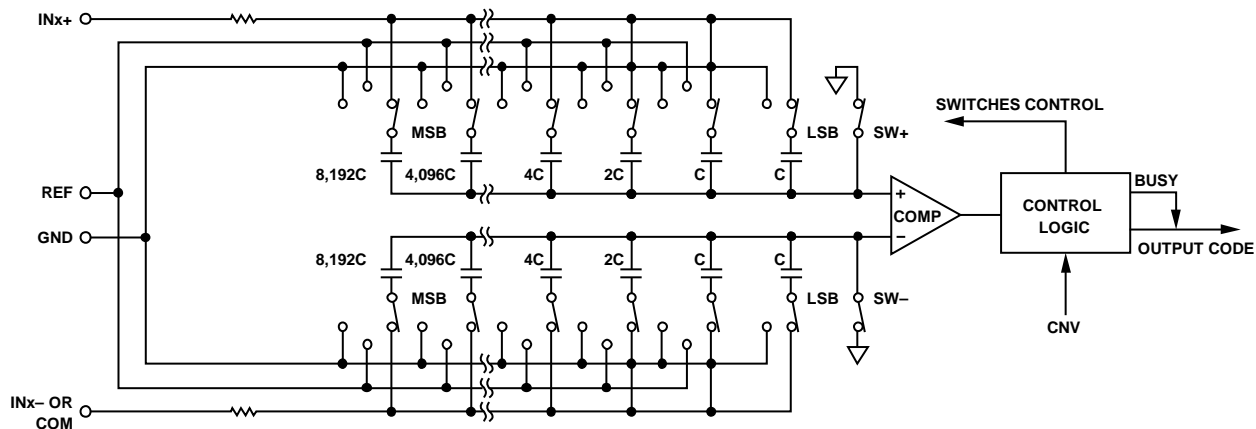 INx+
SWITCHES CONTROL
MSB
LSB
SW+
8,192C
4,096C
4C
2C
C
C
REF
BUSY
+
COMP
−
CONTROL
LOGIC
GND
OUTPUT CODE
8,192C
4,096C
4C
2C
C
C
MSB
LSB
SW−
CNV
INx− OR
COM